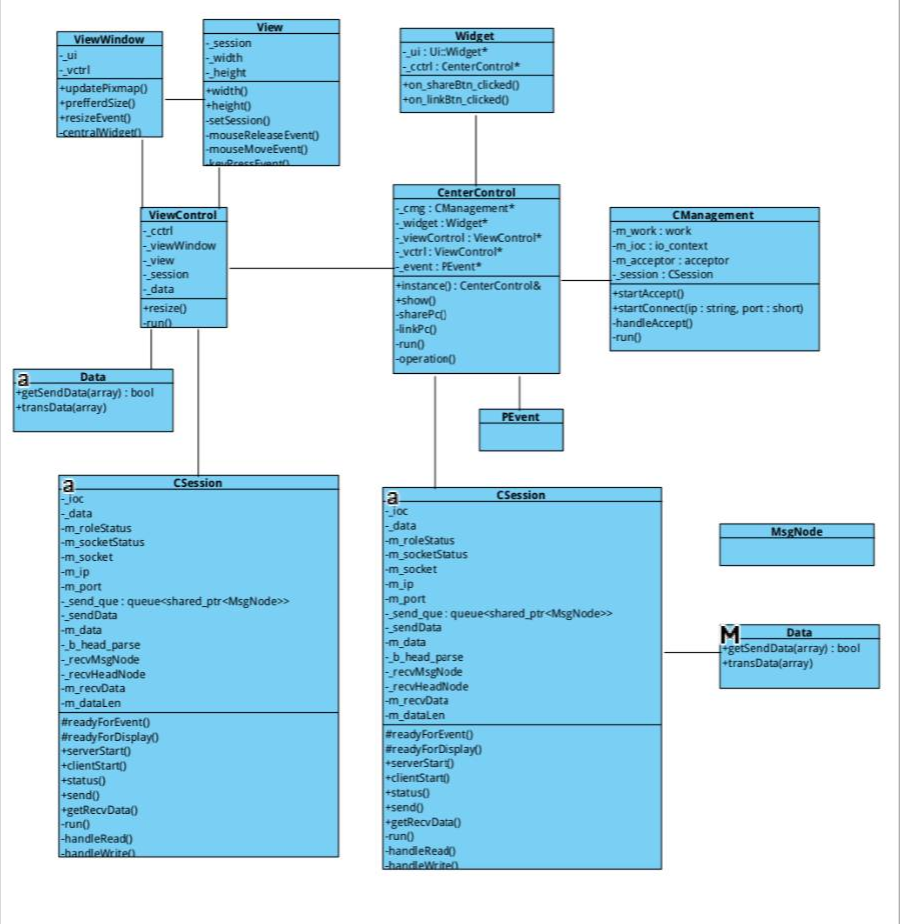 ViewWindow
-_ui
-_vctrl
+updatePixmap()
+prefferdSize()
+resizeEvent()
-centralWidget()
View
-_session
-_width
-_height
+width()
+height()
-setSession()
-mouseReleaseEvent()
-mouseMoveEvent()
-keyPressEvent()
Widget
-_ui : Ui::Widget*
-_cctrl : CenterControl*
+on_shareBtn_clicked()
+on_linkBtn_clicked()
ViewControl
-_cctrl
-_viewWindow
-_view
-_session
-_data
+resize()
-run()
CenterControl
-_cmg : CManagement*
-_widget : Widget*
-_viewControl : ViewControl*
-_vctrl : ViewControl*
-_event : PEvent*
+instance() : CenterControl&
+show()
-sharePc()
-linkPc()
-run()
-operation()
CManagement
-m_work : work
-m_ioc : io_context
-m_acceptor : acceptor
-_session : CSession
+startAccept()
+startConnect(ip : string, port : short)
-handleAccept()
-run()
a
Data
+getSendData(array) : bool
+transData(array)
PEvent
a
CSession
-_ioc
-_data
-m_roleStatus
-m_socketStatus
-m_socket
-m_ip
-m_port
-_send_que : queue<shared_ptr<MsgNode>>
-_sendData
-m_data
-_b_head_parse
-_recvMsgNode
-_recvHeadNode
-m_recvData
-m_dataLen
#readyForEvent()
#readyForDisplay()
+serverStart()
+clientStart()
+status()
+send()
+getRecvData()
-run()
-handleRead()
-handleWrite()
a
CSession
-_ioc
-_data
-m_roleStatus
-m_socketStatus
-m_socket
-m_ip
-m_port
-_send_que : queue<shared_ptr<MsgNode>>
-_sendData
-m_data
-_b_head_parse
-_recvMsgNode
-_recvHeadNode
-m_recvData
-m_dataLen
#readyForEvent()
#readyForDisplay()
+serverStart()
+clientStart()
+status()
+send()
+getRecvData()
-run()
-handleRead()
-handleWrite()
MsgNode
M
Data
+getSendData(array) : bool
+transData(array)